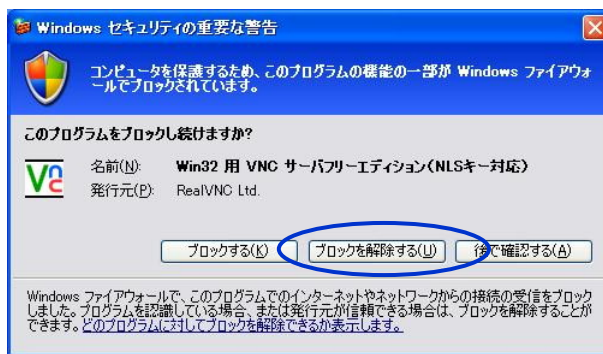 Windows セキュリティの重要な警告
コンピュータを保護するため、このプログラムの機能の一部が Windows ファイアウォ
ールでブロックされています。
このプログラムをブロックし続けますか?
名前(N): Win32 用 VNC サーバフリーエディション(NLSキー対応)
発行元(P): RealVNC Ltd.
ブロックする(K) ブロックを解除する(U) 後で確認する(A)
Windows ファイアウォールで、このプログラムでのインターネットやネットワークからの接続の受信をブロック
しました。プログラムを認識している場合、または発行元が信頼できる場合は、ブロックを解除することが
できます。どのプログラムに対してブロックを解除できるか表示します。